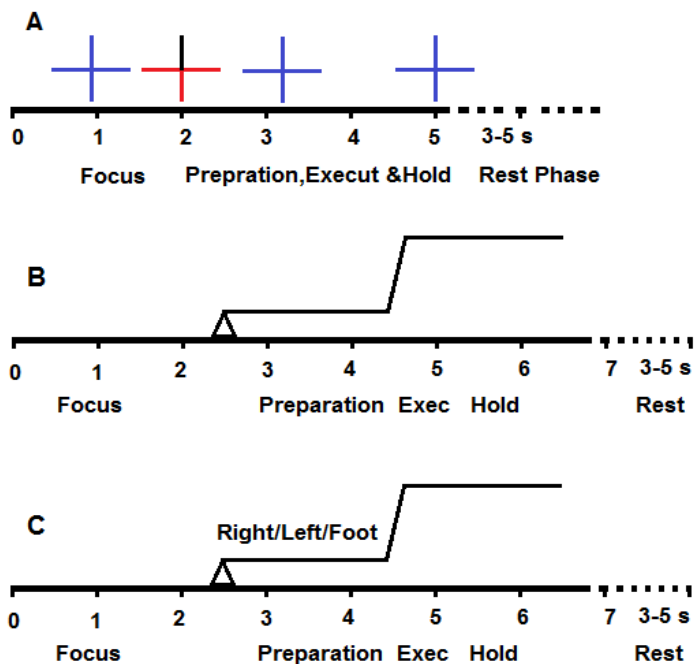 A
0 1 2 3 4 5 3-5 s
Focus Prepration,Execut &Hold Rest Phase
B
0 1 2 3 4 5 6 7 3-5 s
Focus Preparation Exec Hold Rest
C
Right/Left/Foot
0 1 2 3 4 5 6 7 3-5 s
Focus Preparation Exec Hold Rest